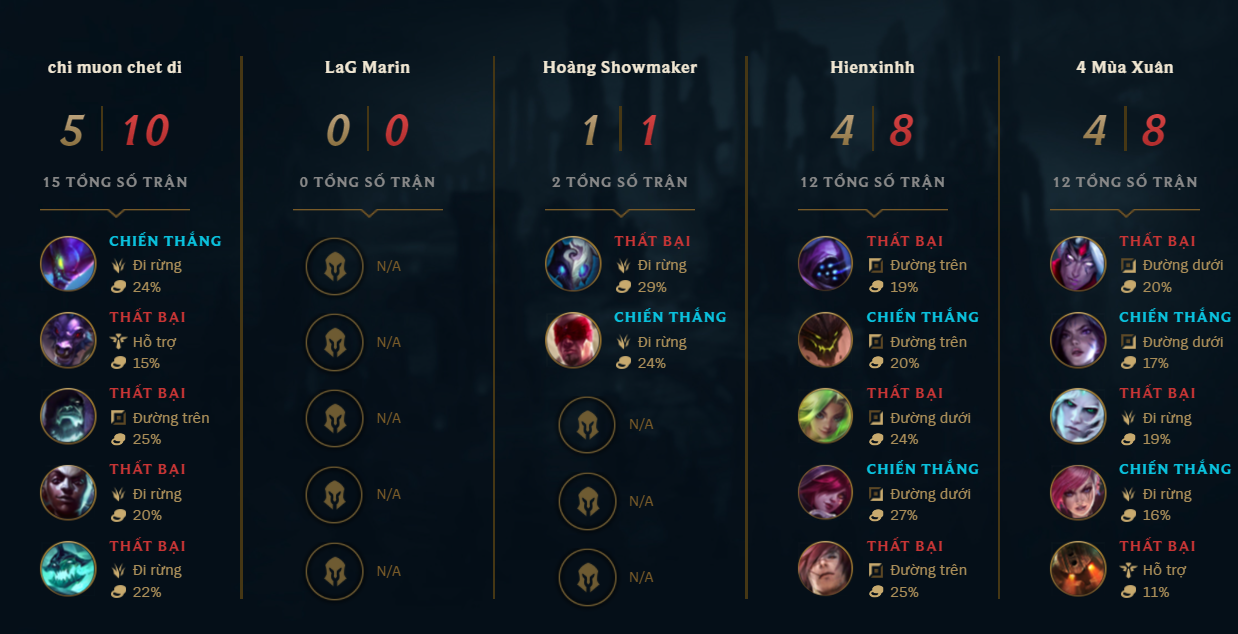 chi muon chet di
5 10
15 TỔNG SỐ TRẬN
CHIẾN THẮNG
Đi rừng
24%
THẤT BẠI
Hỗ trợ
15%
THẤT BẠI
Đường trên
25%
THẤT BẠI
Đi rừng
20%
THẤT BẠI
Đi rừng
22%
LaG Marin
0 0
0 TỔNG SỐ TRẬN
N/A
N/A
N/A
N/A
N/A
Hoàng Showmaker
1 1
2 TỔNG SỐ TRẬN
THẤT BẠI
Đi rừng
29%
CHIẾN THẮNG
Đi rừng
24%
N/A
N/A
N/A
Hienxinhh
4 8
12 TỔNG SỐ TRẬN
THẤT BẠI
Đường trên
19%
CHIẾN THẮNG
Đường trên
20%
THẤT BẠI
Đường dưới
24%
CHIẾN THẮNG
Đường dưới
27%
THẤT BẠI
Đường trên
25%
4 Mùa Xuân
4 8
12 TỔNG SỐ TRẬN
THẤT BẠI
Đường dưới
20%
CHIẾN THẮNG
Đường dưới
17%
THẤT BẠI
Đi rừng
19%
CHIẾN THẮNG
Đi rừng
16%
THẤT BẠI
Hỗ trợ
11%